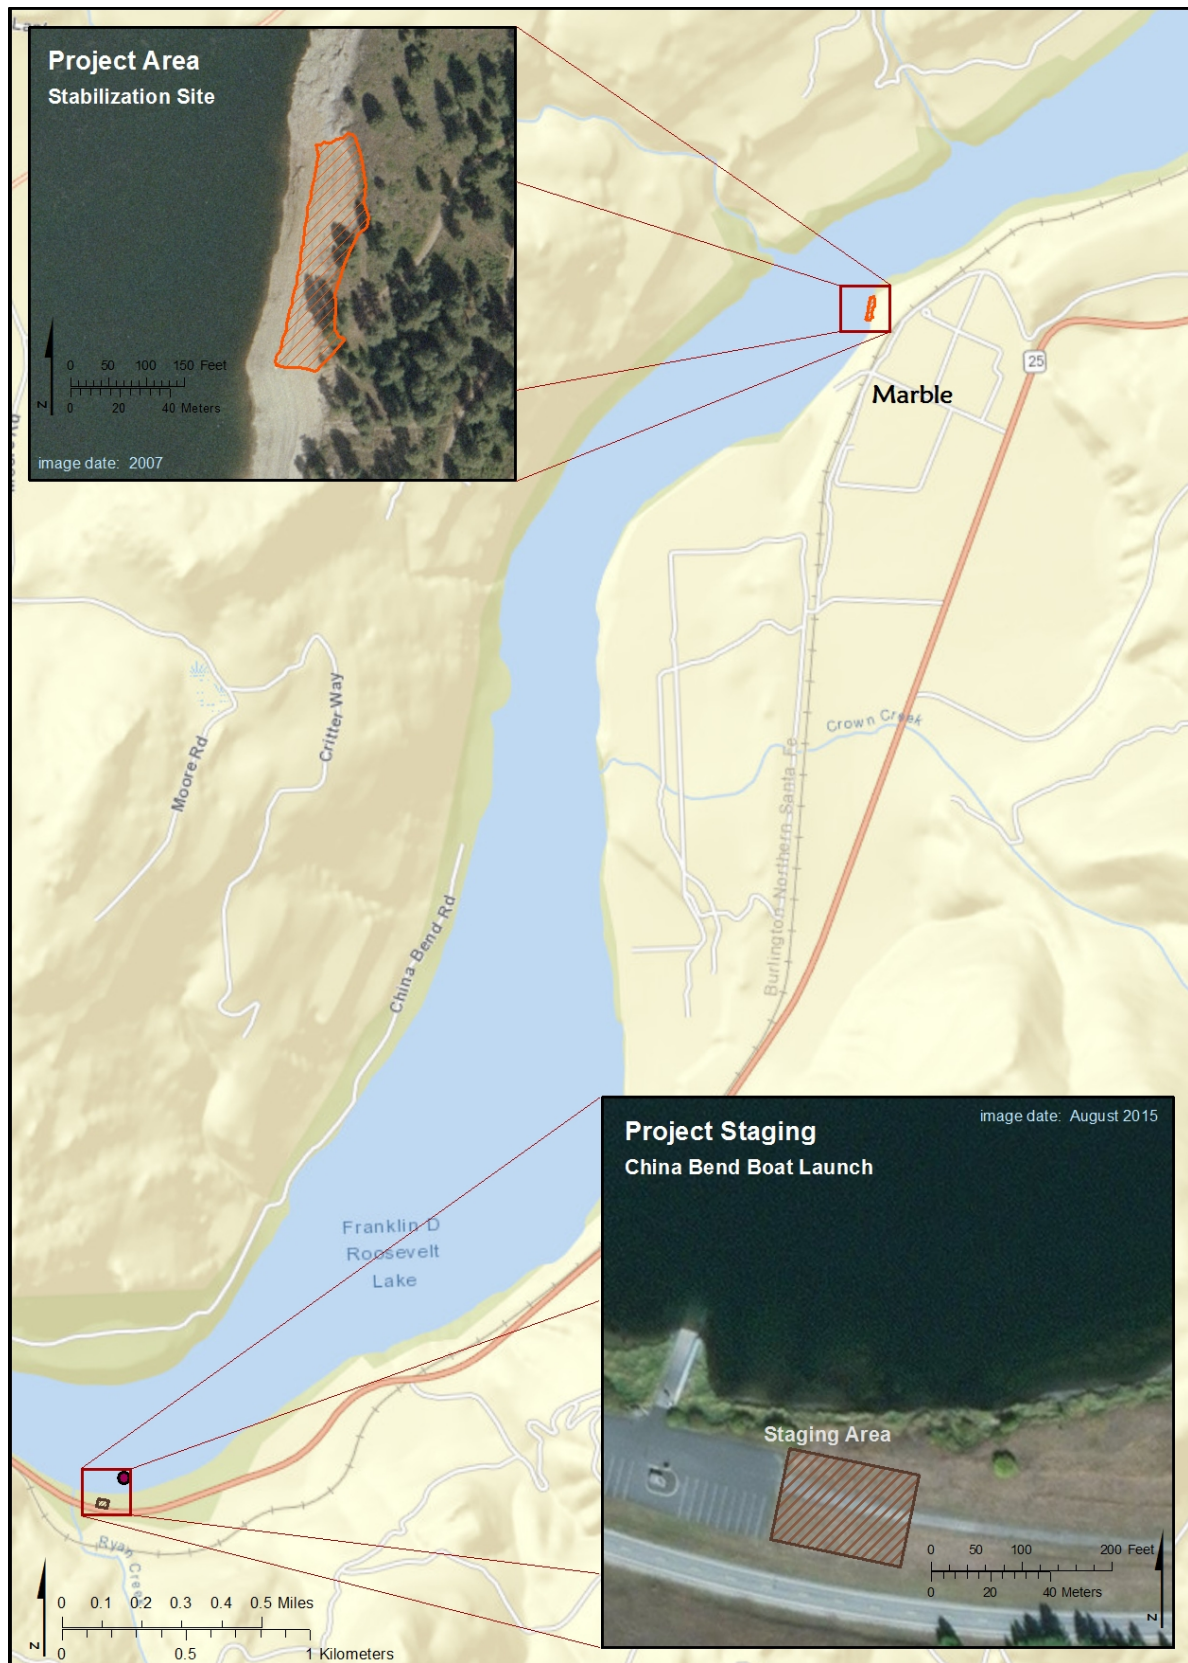 Project Area
Stabilization Site
0 50 100 150 Feet
0 20 40 Meters
N
image date: 2007
25
Marble
Crown Creek
Burlington Northern Santa Fe
Moore Rd
Critter Way
China Bend Rd
Franklin D
Roosevelt
Lake
Ryan Creek
Project Staging
China Bend Boat Launch
image date: August 2015
Staging Area
0 50 100 200 Feet
0 20 40 Meters
N
0 0.1 0.2 0.3 0.4 0.5 Miles
0 0.5 1 Kilometers
N